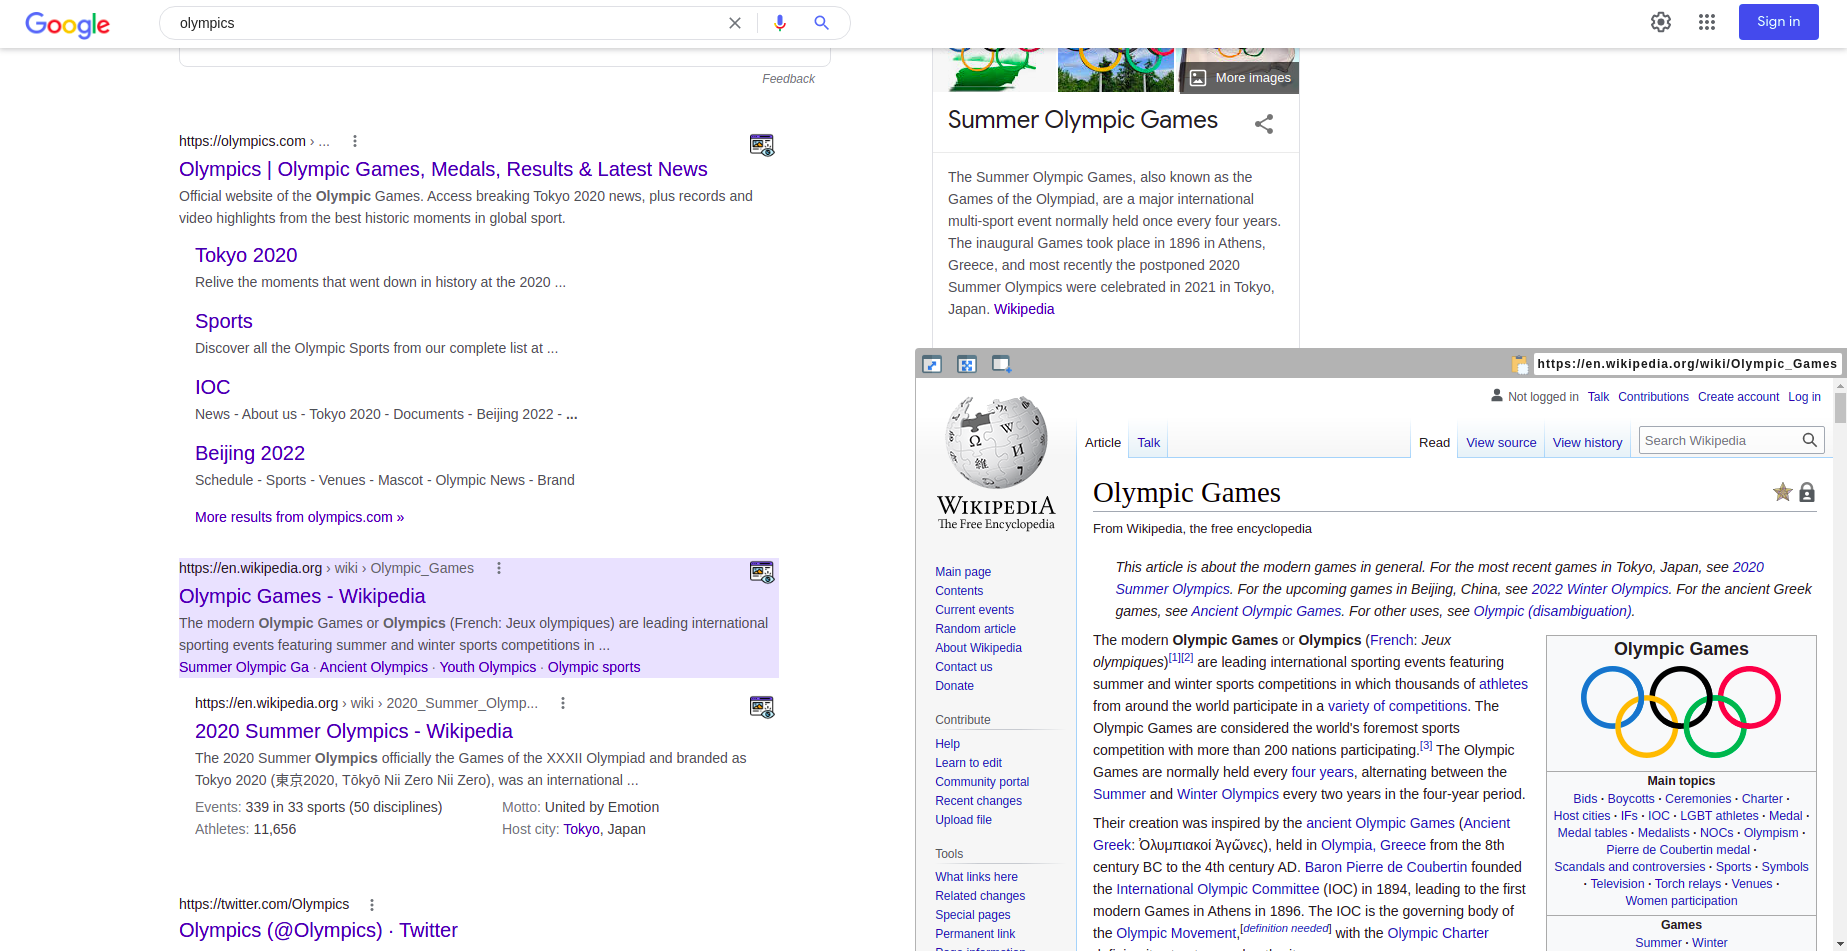 Google
olympics
Sign in
Feedback
https://olympics.com › ...
Olympics | Olympic Games, Medals, Results & Latest News
Official website of the Olympic Games. Access breaking Tokyo 2020 news, plus records and
video highlights from the best historic moments in global sport.
Tokyo 2020
Relive the moments that went down in history at the 2020 ...
Sports
Discover all the Olympic Sports from our complete list at ...
IOC
News - About us - Tokyo 2020 - Documents - Beijing 2022 - ...
Beijing 2022
Schedule - Sports - Venues - Mascot - Olympic News - Brand
More results from olympics.com »
https://en.wikipedia.org › wiki › Olympic_Games
Olympic Games - Wikipedia
The modern Olympic Games or Olympics (French: Jeux olympiques) are leading international
sporting events featuring summer and winter sports competitions in ...
Summer Olympic Ga · Ancient Olympics · Youth Olympics · Olympic sports
https://en.wikipedia.org › wiki › 2020_Summer_Olymp...
2020 Summer Olympics - Wikipedia
The 2020 Summer Olympics officially the Games of the XXXII Olympiad and branded as
Tokyo 2020 (東京2020, Tōkyō Nii Zero Nii Zero), was an international ...
Events: 339 in 33 sports (50 disciplines)
Motto: United by Emotion
Athletes: 11,656
Host city: Tokyo, Japan
https://twitter.com/Olympics
Olympics (@Olympics) · Twitter
More images
Summer Olympic Games
The Summer Olympic Games, also known as the
Games of the Olympiad, are a major international
multi-sport event normally held once every four years.
The inaugural Games took place in 1896 in Athens,
Greece, and most recently the postponed 2020
Summer Olympics were celebrated in 2021 in Tokyo,
Japan. Wikipedia
https://en.wikipedia.org/wiki/Olympic_Games
Not logged in Talk Contributions Create account Log in
Article Talk Read View source View history Search Wikipedia
WIKIPEDIA
The Free Encyclopedia
Main page
Contents
Current events
Random article
About Wikipedia
Contact us
Donate
Contribute
Help
Learn to edit
Community portal
Recent changes
Upload file
Tools
What links here
Related changes
Special pages
Permanent link
Olympic Games
From Wikipedia, the free encyclopedia
This article is about the modern games in general. For the most recent games in Tokyo, Japan, see 2020
Summer Olympics. For the upcoming games in Beijing, China, see 2022 Winter Olympics. For the ancient Greek
games, see Ancient Olympic Games. For other uses, see Olympic (disambiguation).
The modern Olympic Games or Olympics (French: Jeux
olympiques)[1][2] are leading international sporting events featuring
summer and winter sports competitions in which thousands of athletes
from around the world participate in a variety of competitions. The
Olympic Games are considered the world's foremost sports
competition with more than 200 nations participating.[3] The Olympic
Games are normally held every four years, alternating between the
Summer and Winter Olympics every two years in the four-year period.
Their creation was inspired by the ancient Olympic Games (Ancient
Greek: Ὀλυμπιακοί Ἀγῶνες), held in Olympia, Greece from the 8th
century BC to the 4th century AD. Baron Pierre de Coubertin founded
the International Olympic Committee (IOC) in 1894, leading to the first
modern Games in Athens in 1896. The IOC is the governing body of
the Olympic Movement,[definition needed] with the Olympic Charter
Olympic Games
Main topics
Bids · Boycotts · Ceremonies · Charter ·
Host cities · IFs · IOC · LGBT athletes · Medal ·
Medal tables · Medalists · NOCs · Olympism ·
Pierre de Coubertin medal ·
Scandals and controversies · Sports · Symbols
· Television · Torch relays · Venues ·
Women participation
Games
Summer · Winter